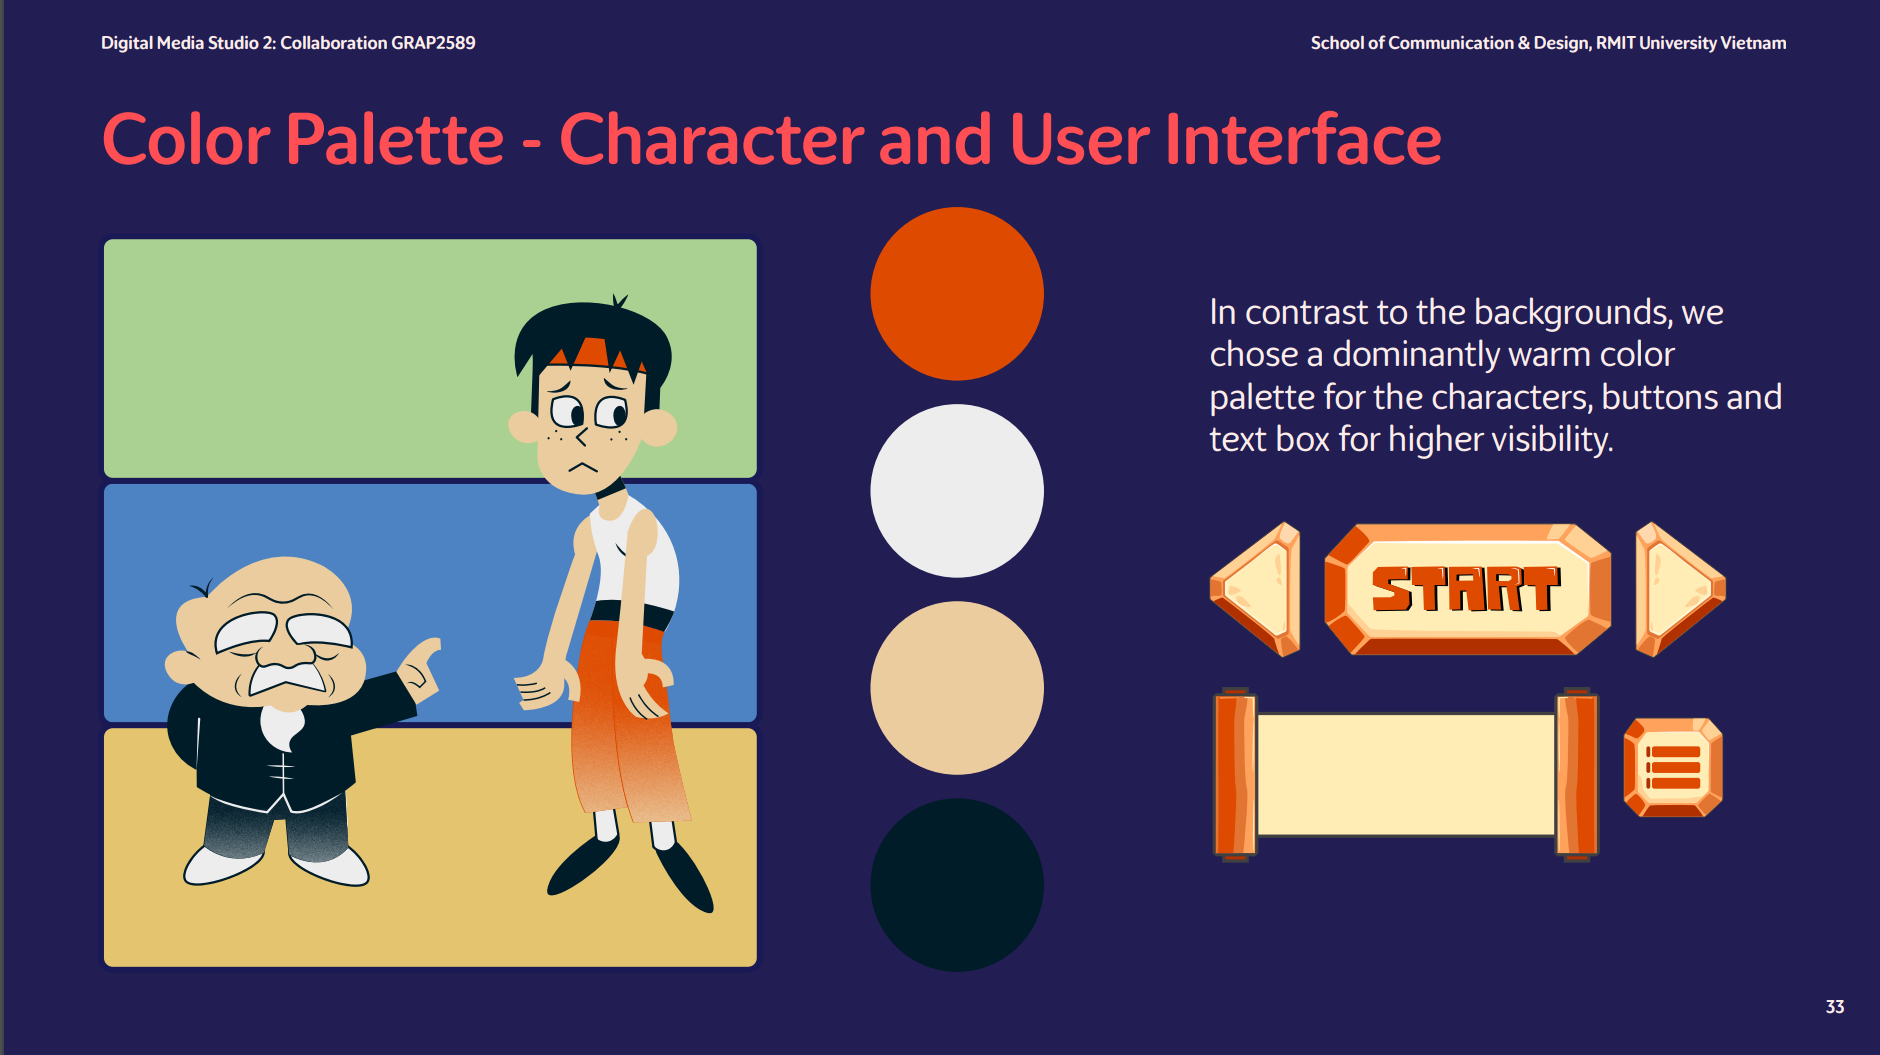 Digital Media Studio 2: Collaboration GRAP2589
School of Communication & Design, RMIT University Vietnam
Color Palette - Character and User Interface
In contrast to the backgrounds, we
chose a dominantly warm color
palette for the characters, buttons and
text box for higher visibility.
START
33